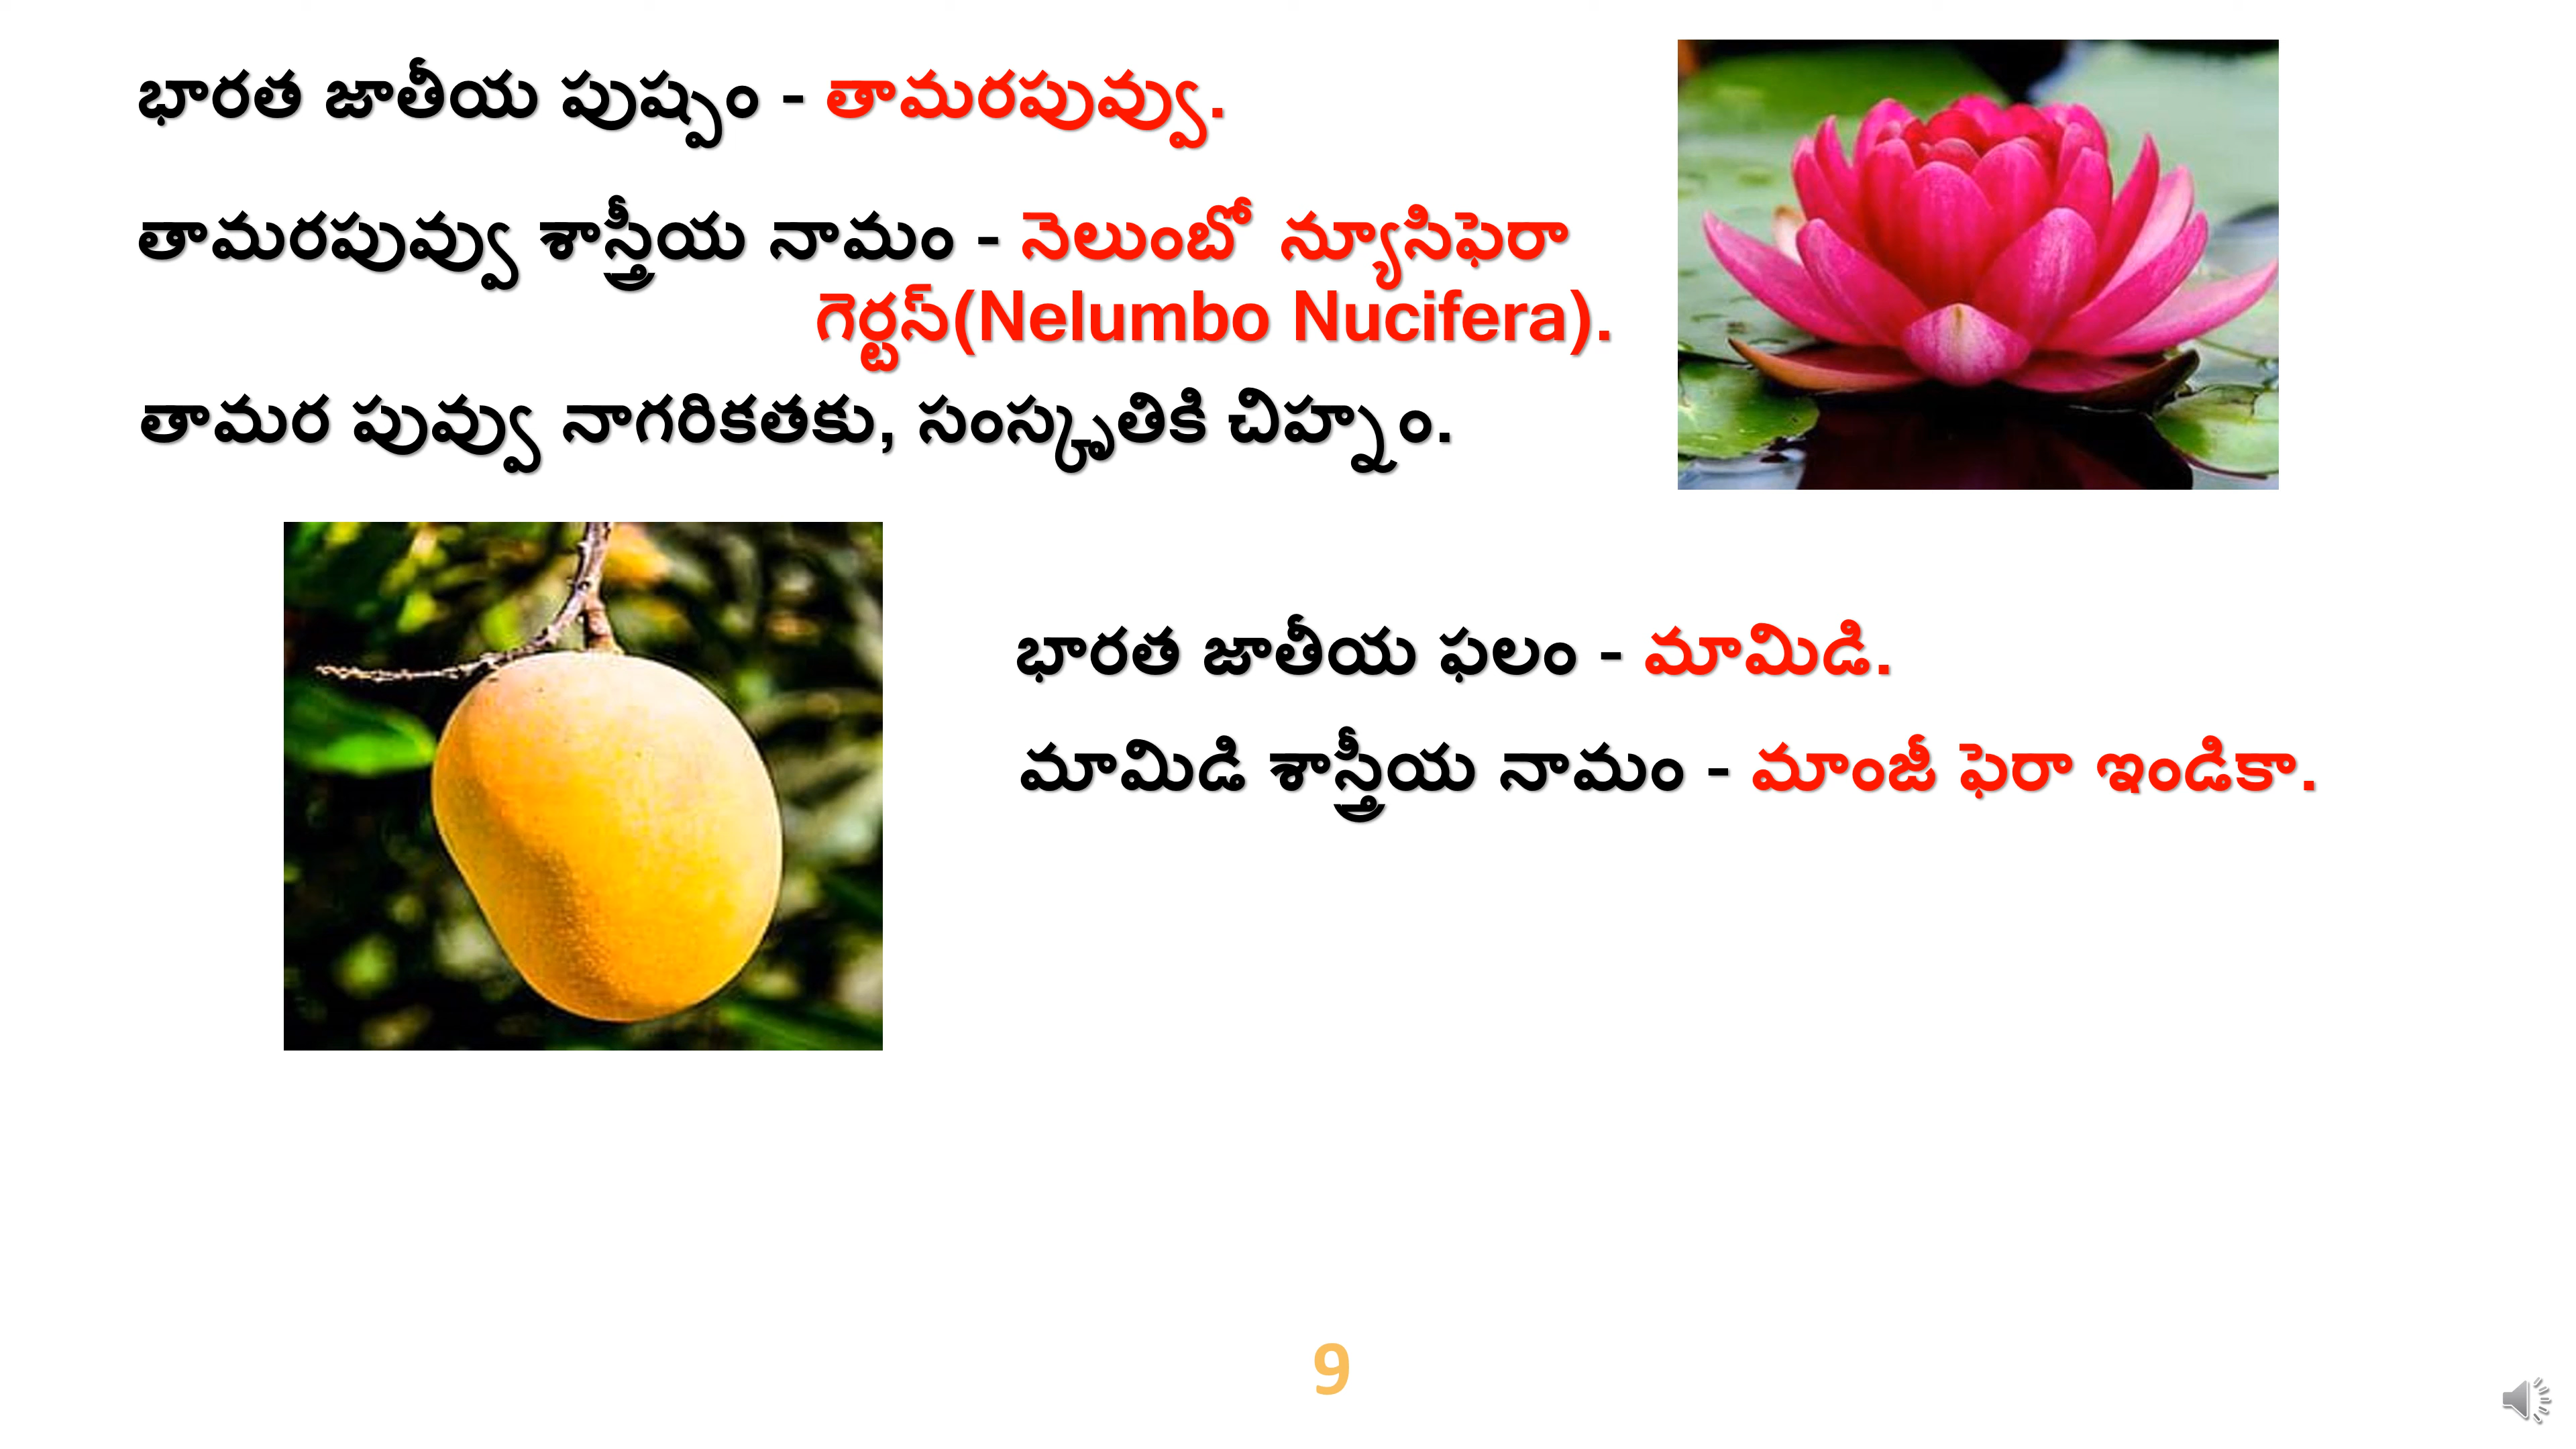 భారత జాతీయ పుష్పం - తామరపువ్వు.
తామరపువ్వు శాస్త్రీయ నామం - నెలుంబో న్యూసిఫెరా
గెర్టస్(Nelumbo Nucifera).
తామర పువ్వు నాగరికతకు, సంస్కృతికి చిహ్నం.
భారత జాతీయ ఫలం - మామిడి.
మామిడి శాస్త్రీయ నామం - మాంజీ ఫెరా ఇండికా.
9